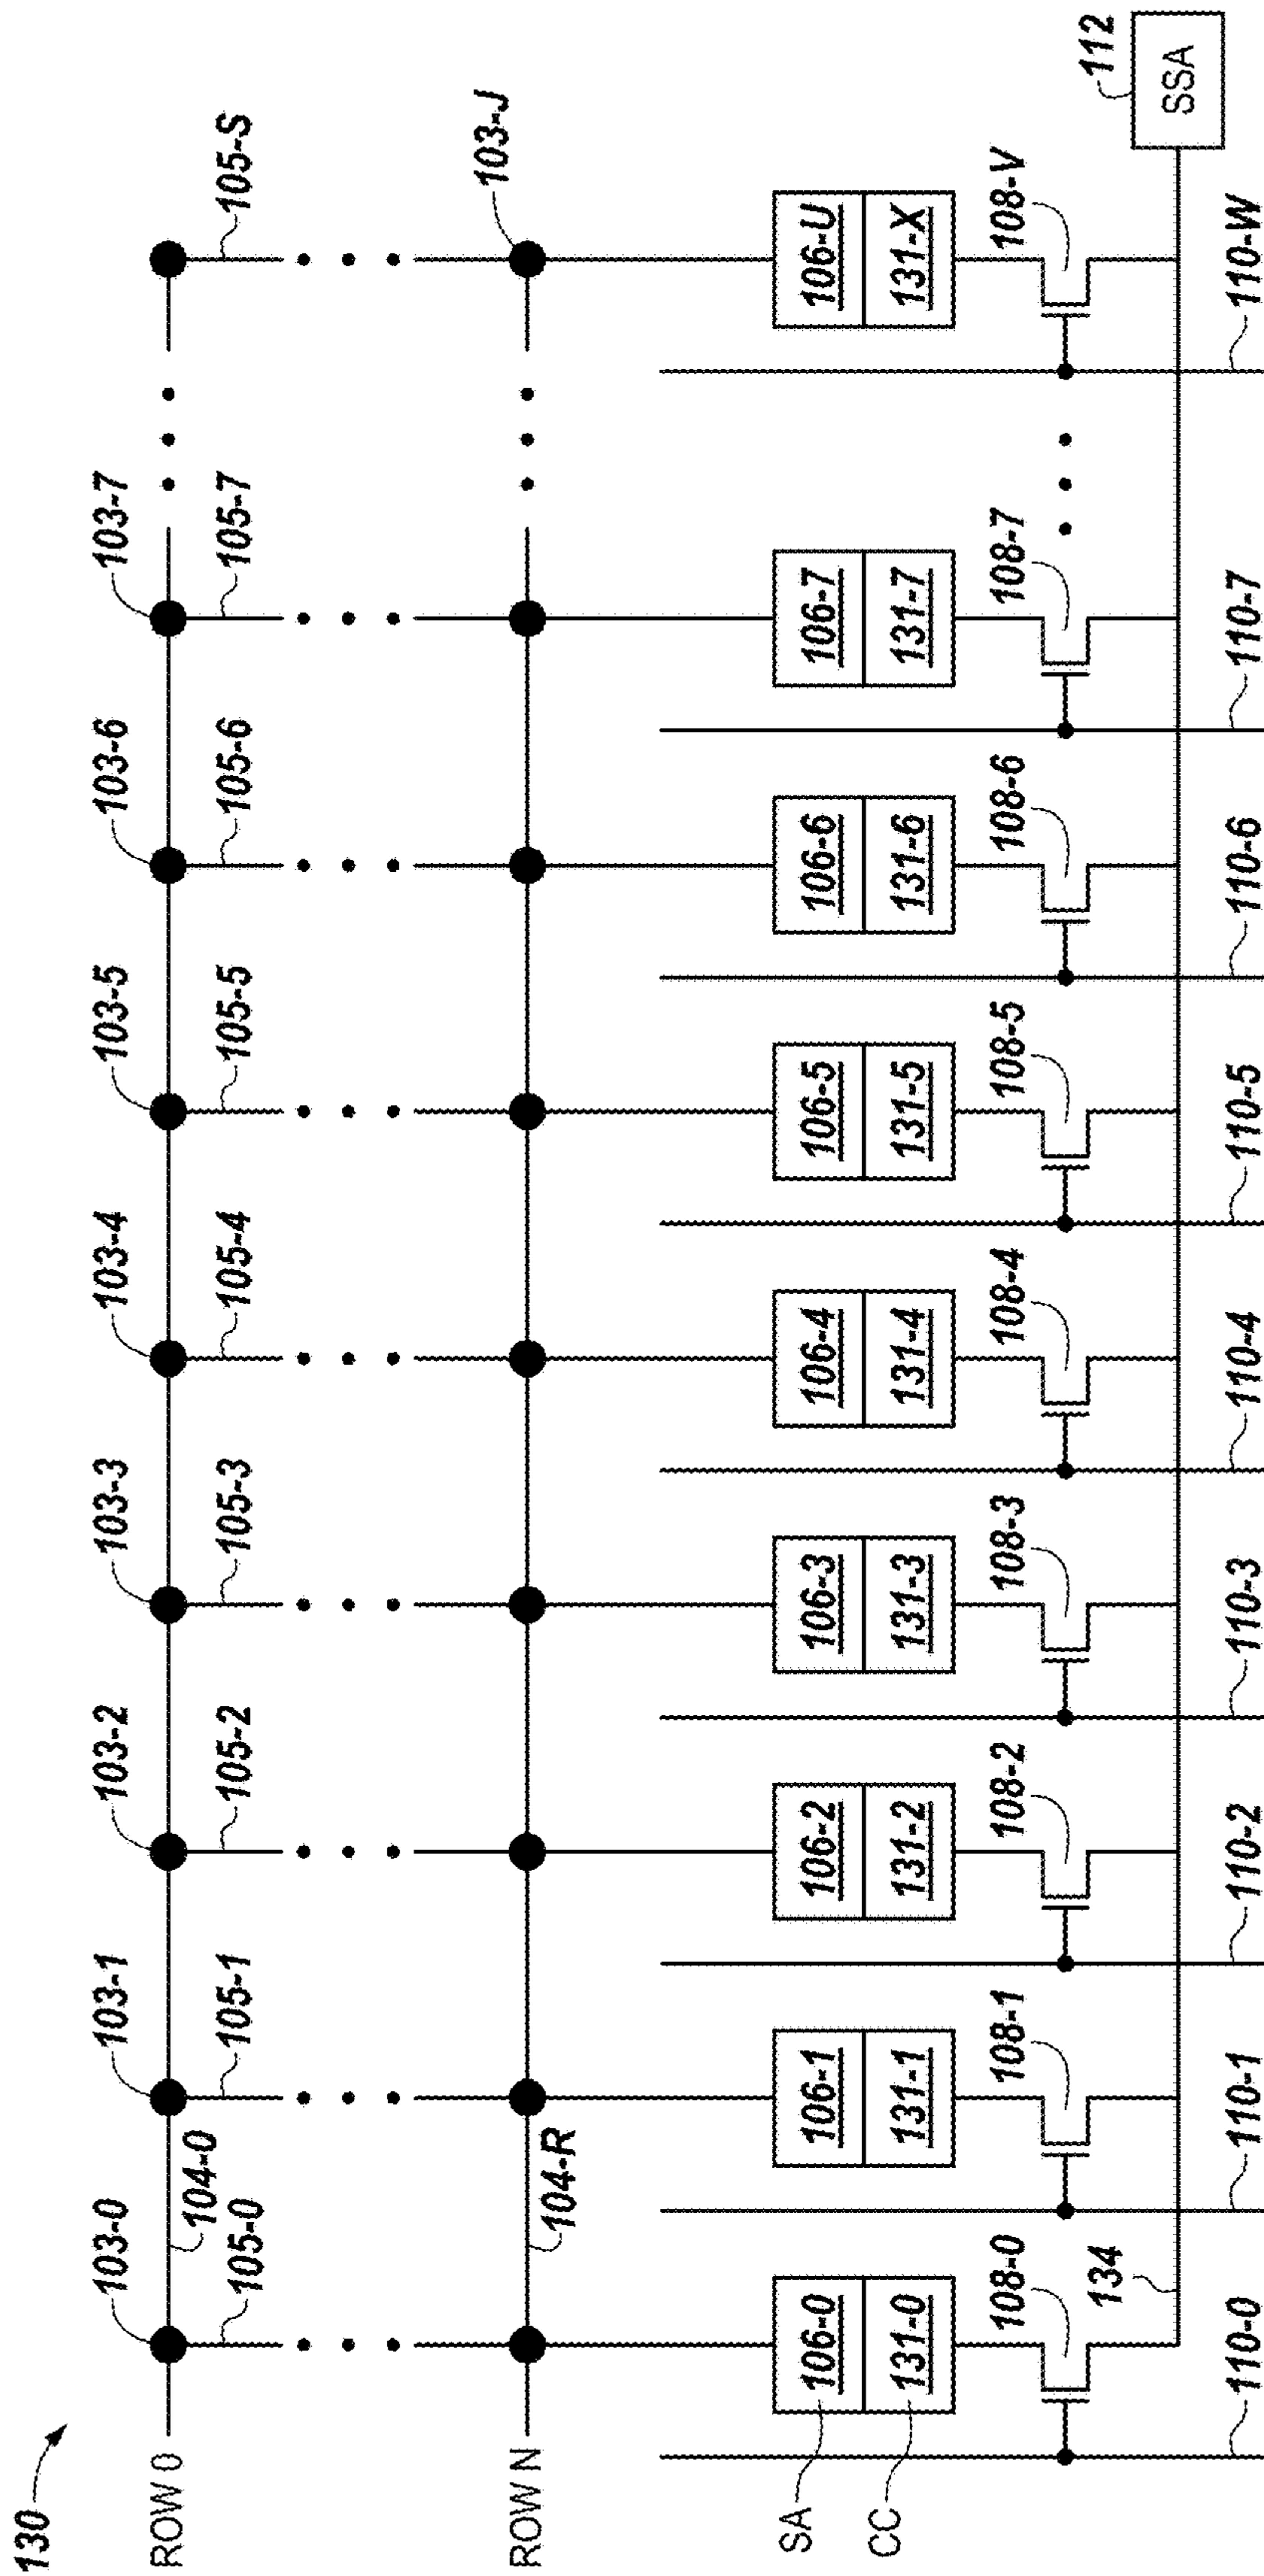 130
103-0 103-1 103-2 103-3 103-4 103-5 103-6 103-7
ROW 0
104-0
105-0 105-1 105-2 105-3 105-4 105-5 105-6 105-7 105-S
103-J
ROW N
104-R
SA 106-0 106-1 106-2 106-3 106-4 106-5 106-6 106-7 106-U
CC 131-0 131-1 131-2 131-3 131-4 131-5 131-6 131-7 131-X
108-0 108-1 108-2 108-3 108-4 108-5 108-6 108-7 108-V
112
134
SSA
110-0 110-1 110-2 110-3 110-4 110-5 110-6 110-7 110-W